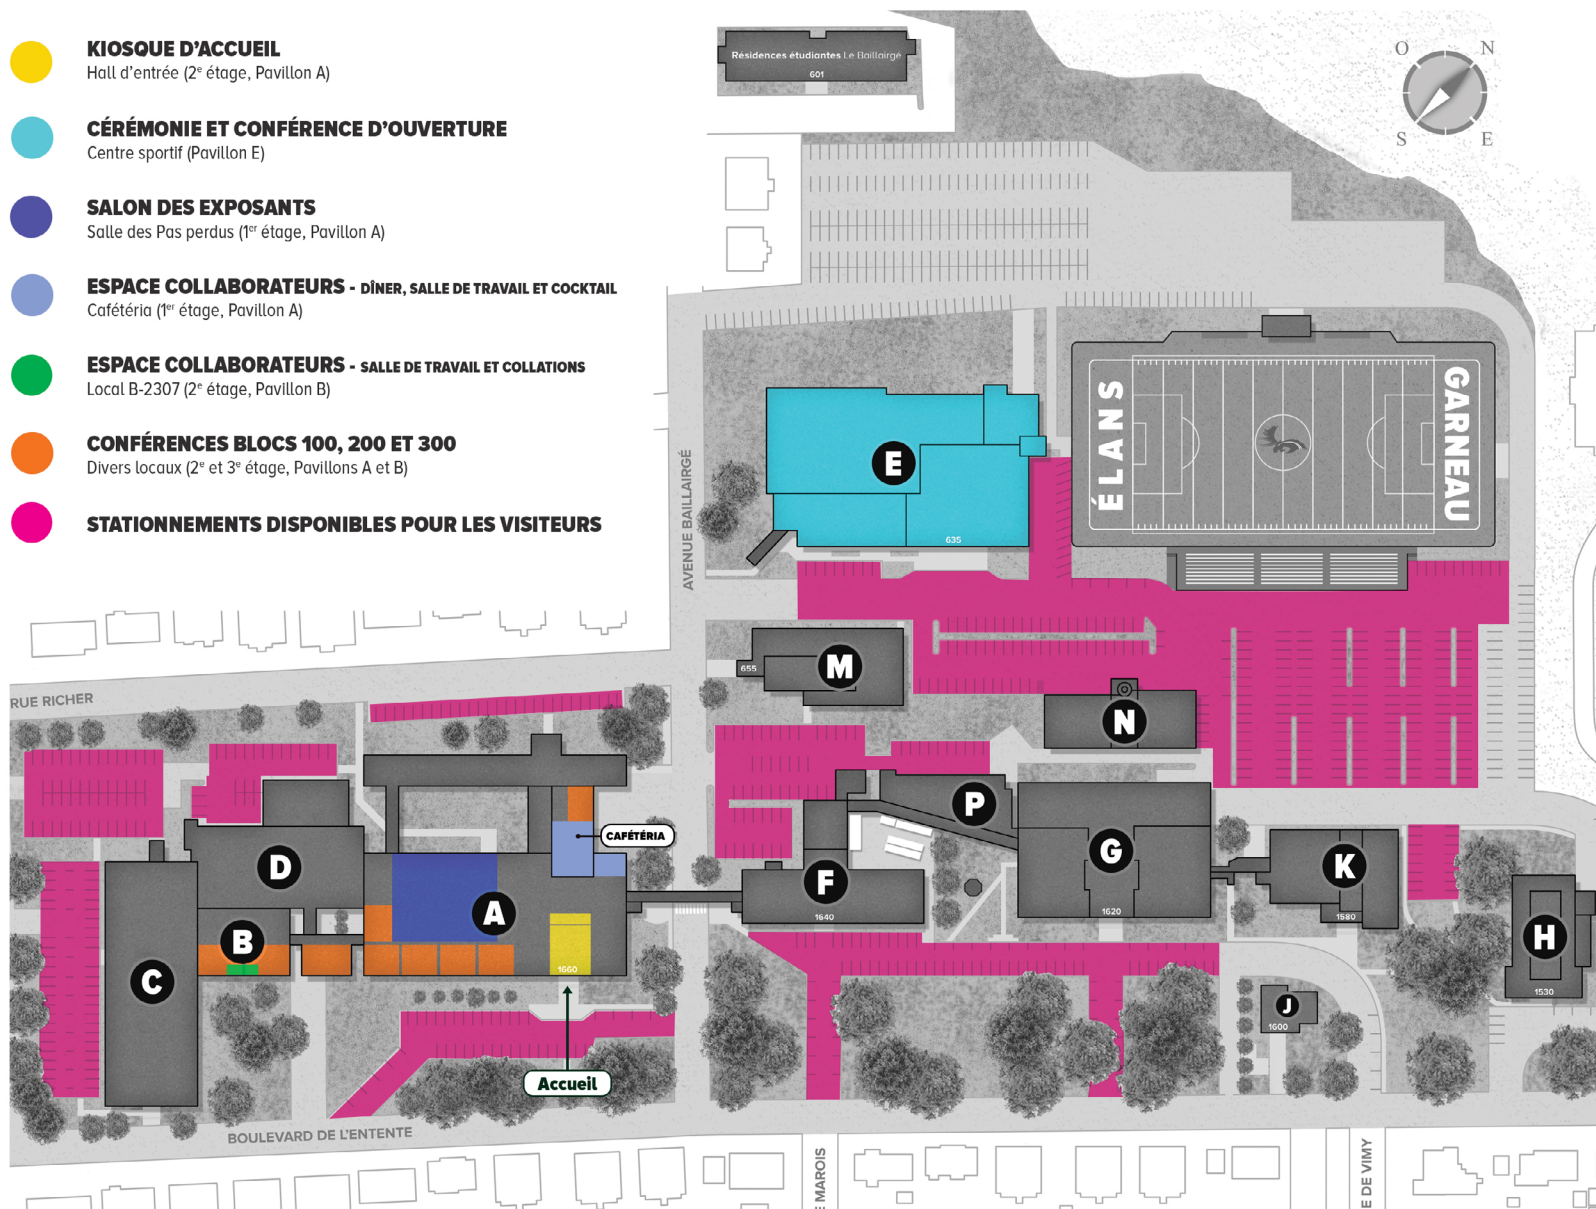 KIOSQUE D'ACCUEIL
Hall d'entrée (2e étage, Pavillon A)
CÉRÉMONIE ET CONFÉRENCE D'OUVERTURE
Centre sportif (Pavillon E)
SALON DES EXPOSANTS
Salle des Pas perdus (1er étage, Pavillon A)
ESPACE COLLABORATEURS - DÎNER, SALLE DE TRAVAIL ET COCKTAIL
Cafétéria (1er étage, Pavillon A)
ESPACE COLLABORATEURS - SALLE DE TRAVAIL ET COLLATIONS
Local B-2307 (2e étage, Pavillon B)
CONFÉRENCES BLOCS 100, 200 ET 300
Divers locaux (2e et 3e étage, Pavillons A et B)
STATIONNEMENTS DISPONIBLES POUR LES VISITEURS
Résidences étudiantes Le Baillairgé
601
O
N
S
E
AVENUE BAILLAIRGÉ
E
635
ÉLANS
GARNEAU
655
M
N
RUE RICHER
CAFÉTÉRIA
P
D
A
B
C
F
1640
G
1620
K
1580
H
1530
J
1600
1660
Accueil
BOULEVARD DE L'ENTENTE
MAROIS
E DE VIMY